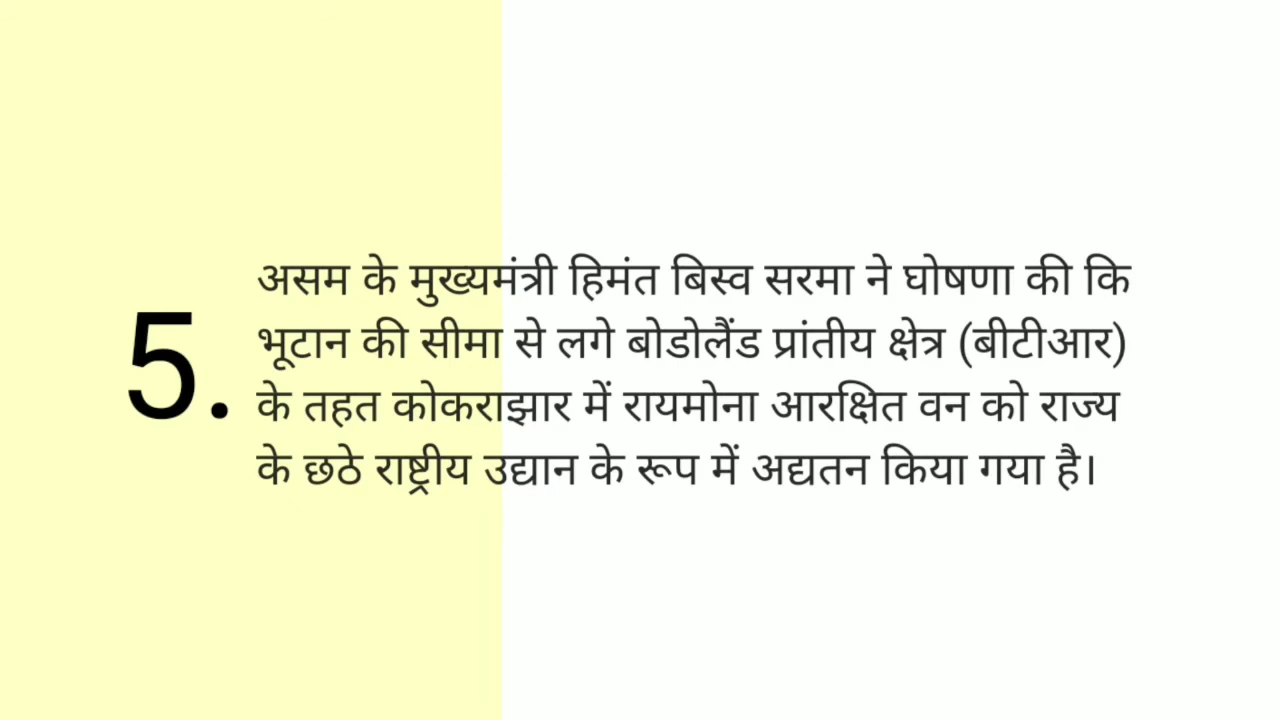 5.
असम के मुख्यमंत्री हिमंत बिस्व सरमा ने घोषणा की कि
भूटान की सीमा से लगे बोडोलैंड प्रांतीय क्षेत्र (बीटीआर)
के तहत कोकराझार में रायमोना आरक्षित वन को राज्य
के छठे राष्ट्रीय उद्यान के रूप में अद्यतन किया गया है।